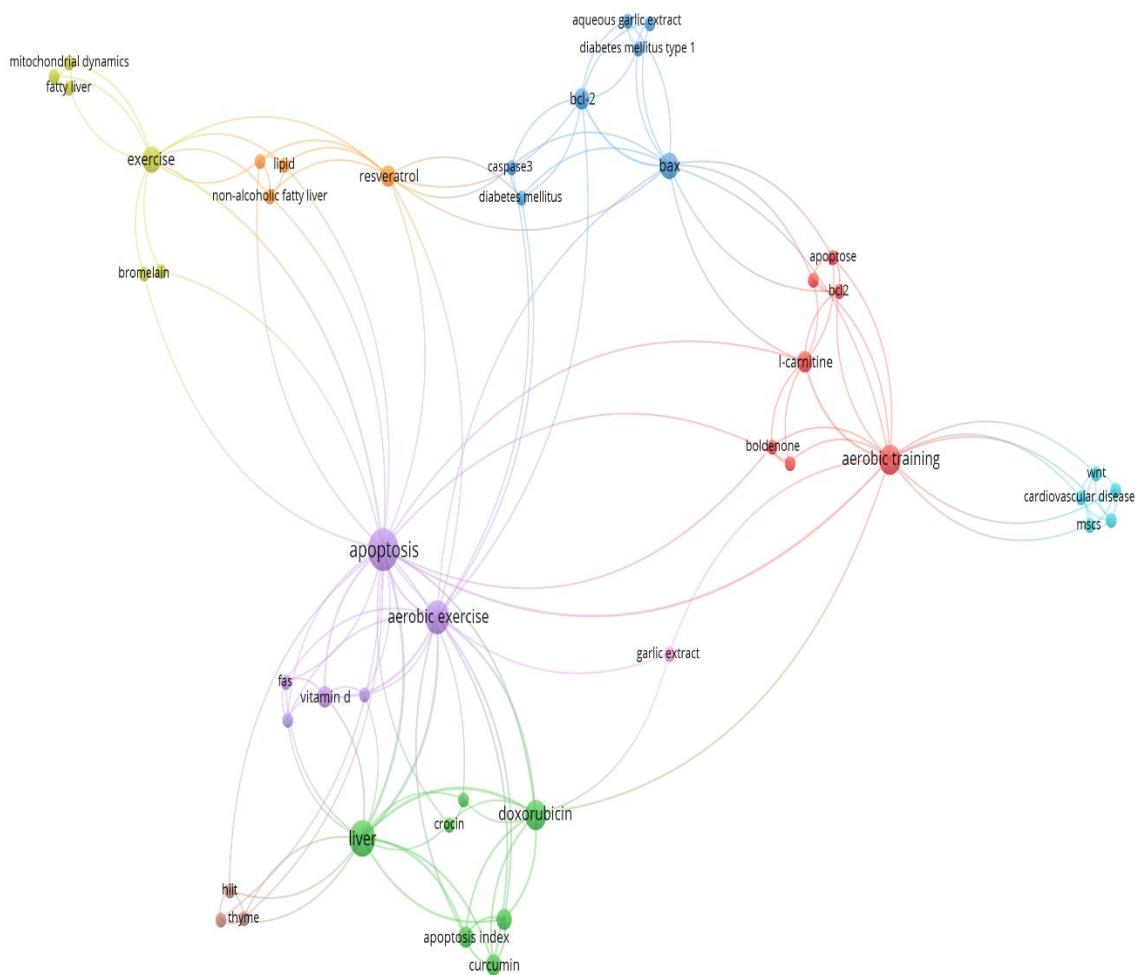 aqueous garlic extract
diabetes mellitus type 1
mitochondrial dynamics
fatty liver
bcl-2
exercise
lipid
resveratrol
caspase3
bax
non-alcoholic fatty liver
diabetes mellitus
bromelain
apoptose
bcl2
l-carnitine
boldenone
aerobic training
wnt
cardiovascular disease
mscs
apoptosis
aerobic exercise
garlic extract
fas
vitamin d
doxorubicin
crocin
liver
hiit
thyme
apoptosis index
curcumin